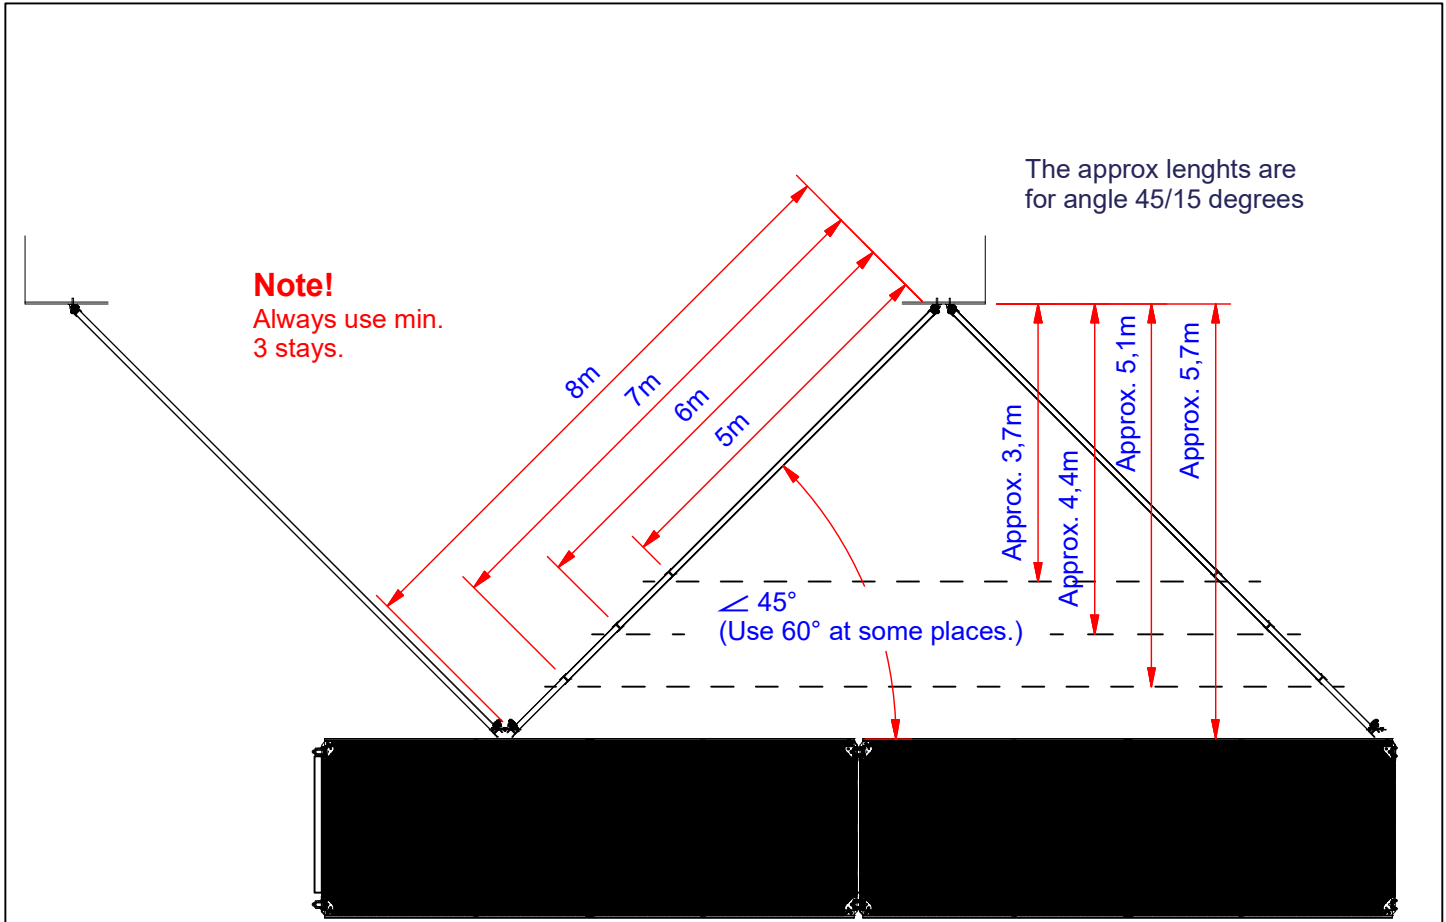 The approx lenghts are
for angle 45/15 degrees
Note!
Always use min.
3 stays.
8m
7m
6m
5m
Approx. 3,7m
Approx. 4,4m
Approx. 5,1m
Approx. 5,7m
∠ 45°
(Use 60° at some places.)